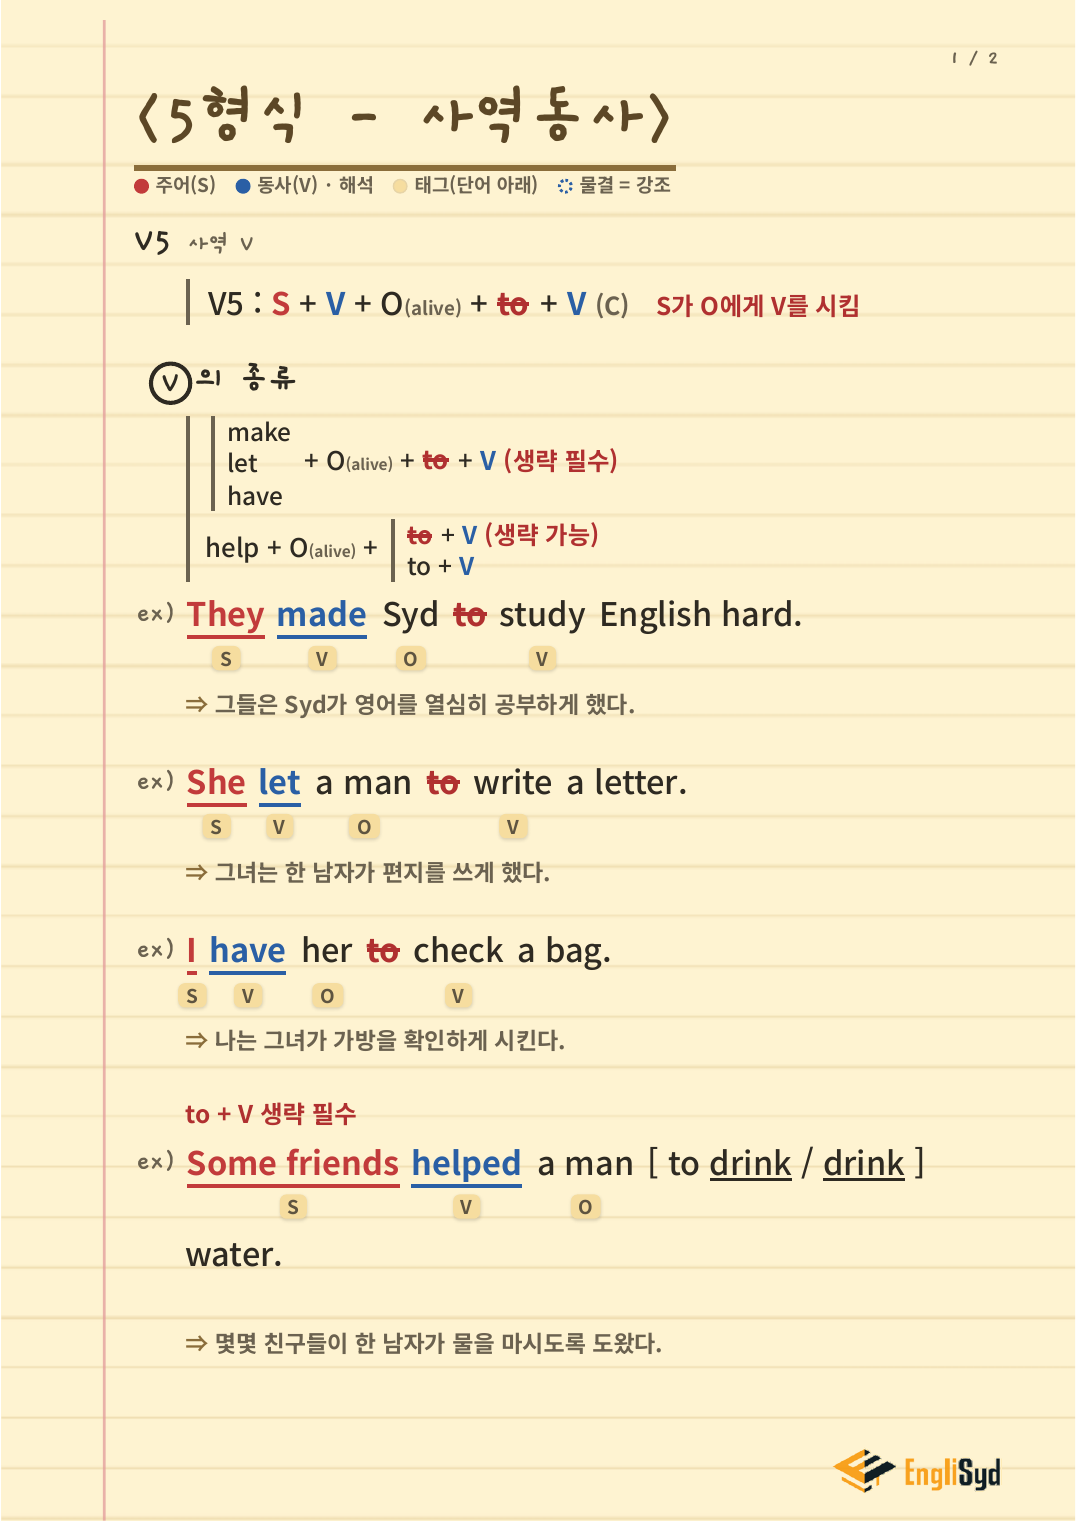 1 / 2
<5형식 - 사역동사>
주어(S) 동사(V) · 해석 태그(단어 아래) 물결 = 강조
V5 사역 V
V5 : S + V + O(alive) + to + V (C) S가 O에게 V를 시킴
V의 종류
make
let + O(alive) + to + V (생략 필수)
have
help + O(alive) + to + V (생략 가능)
to + V
ex) They made Syd to study English hard.
S V O V
⇒ 그들은 Syd가 영어를 열심히 공부하게 했다.
ex) She let a man to write a letter.
S V O V
⇒ 그녀는 한 남자가 편지를 쓰게 했다.
ex) I have her to check a bag.
S V O V
⇒ 나는 그녀가 가방을 확인하게 시킨다.
to + V 생략 필수
ex) Some friends helped a man [ to drink / drink ]
S V O
water.
⇒ 몇몇 친구들이 한 남자가 물을 마시도록 도왔다.
EngliSyd